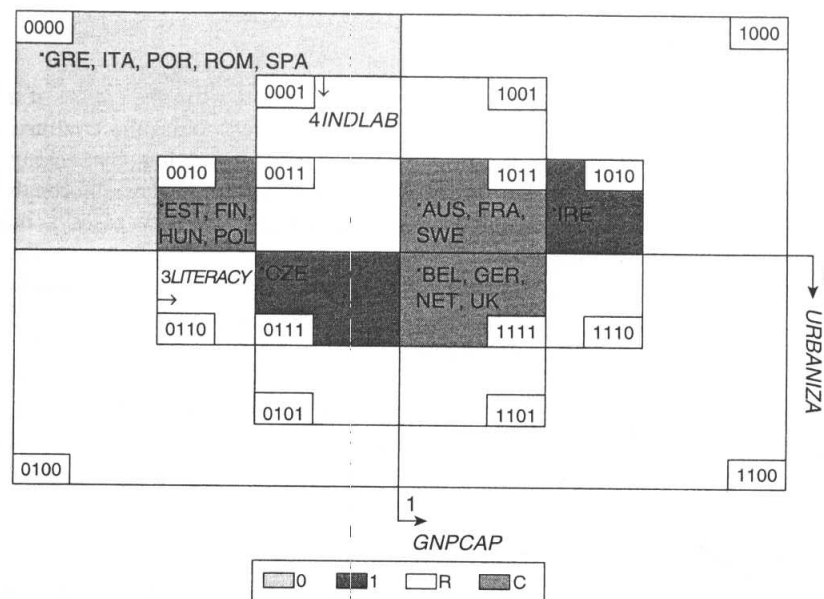 0000
1000
*GRE, ITA, POR, ROM, SPA
0001
1001
4INDLAB
0010
0011
1011
1010
*EST, FIN,
HUN, POL
*AUS, FRA,
SWE
*IRE
3LITERACY
*CZE
*BEL, GER,
NET, UK
URBANIZA
0110
0111
1111
1110
0101
1101
0100
1100
1
GNPCAP
0 1 R C